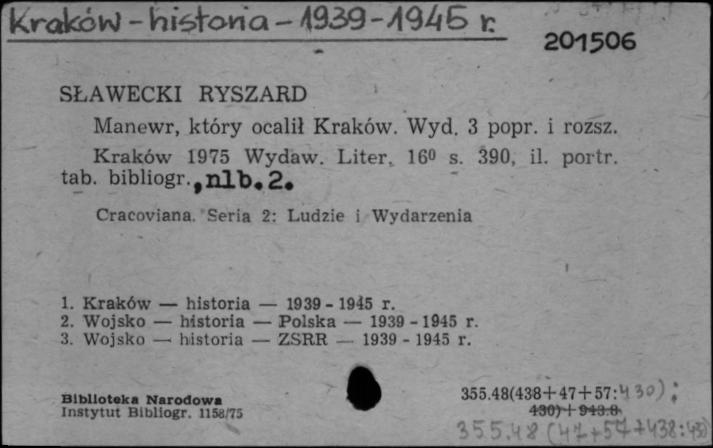 Kraków - historia - 1939-1945 r.
201506
SŁAWECKI RYSZARD
Manewr, który ocalił Kraków. Wyd. 3 popr. i rozsz.
Kraków 1975 Wydaw. Liter. 16⁰ s. 390, il. portr.
tab. bibliogr., nlb. 2.
Cracoviana. Seria 2: Ludzie i Wydarzenia
1. Kraków — historia — 1939 - 1945 r.
2. Wojsko — historia — Polska — 1939 - 1945 r.
3. Wojsko — historia — ZSRR — 1939 - 1945 r.
Biblioteka Narodowa
Instytut Bibliogr. 1158/75
355.48(438+47+57:430):
430)+943.8
355.48(47+57+438:43)